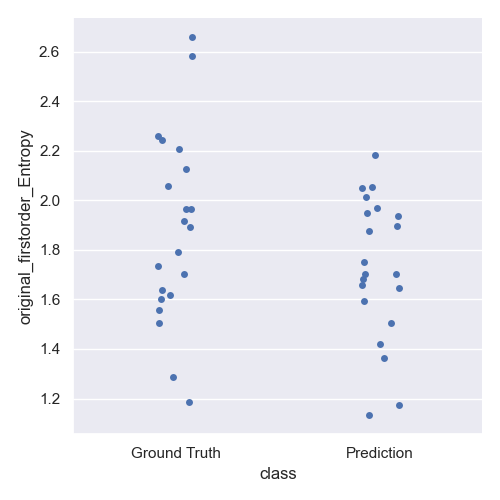 2.6
2.4
2.2
2.0
1.8
1.6
1.4
1.2
original_firstorder_Entropy
Ground Truth
Prediction
class